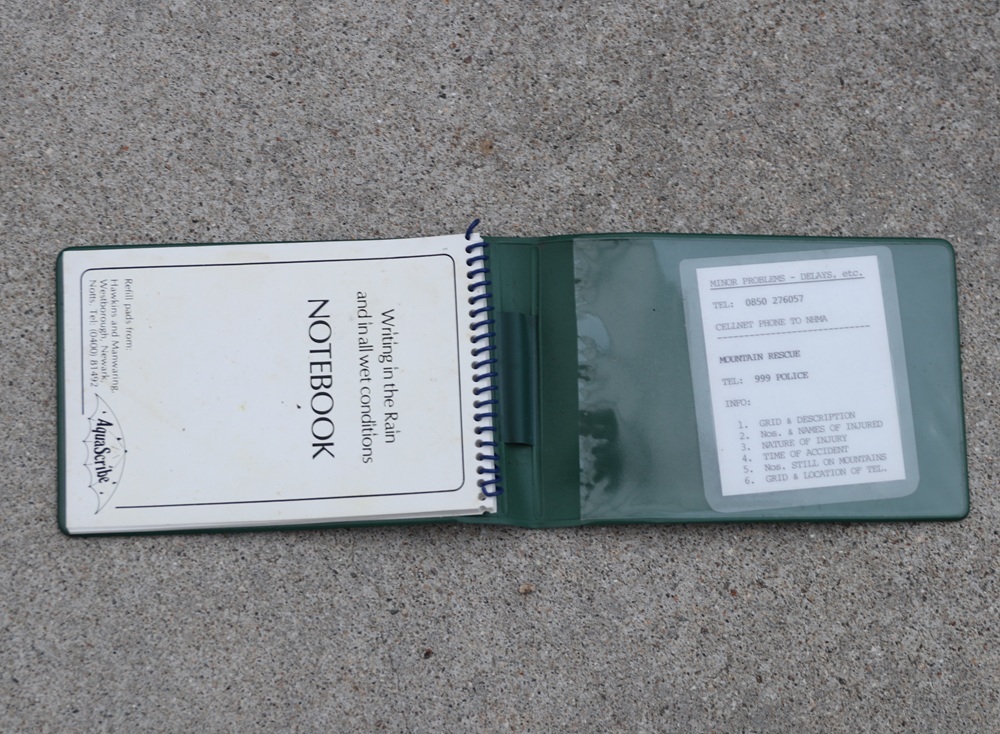 Writing in the Rain
and in all wet conditions
NOTEBOOK
Refill pads from:
Hawkins and Manwaring,
Westborough, Newark,
Notts. Tel: (0400) 81492
AquaScribe
MINOR PROBLEMS - DELAYS, etc.
TEL: 0850 276057
CELLNET PHONE TO NHMA
MOUNTAIN RESCUE
TEL: 999 POLICE
INFO:
1. GRID & DESCRIPTION
2. Nos. & NAMES OF INJURED
3. NATURE OF INJURY
4. TIME OF ACCIDENT
5. Nos. STILL ON MOUNTAINS
6. GRID & LOCATION OF TEL.